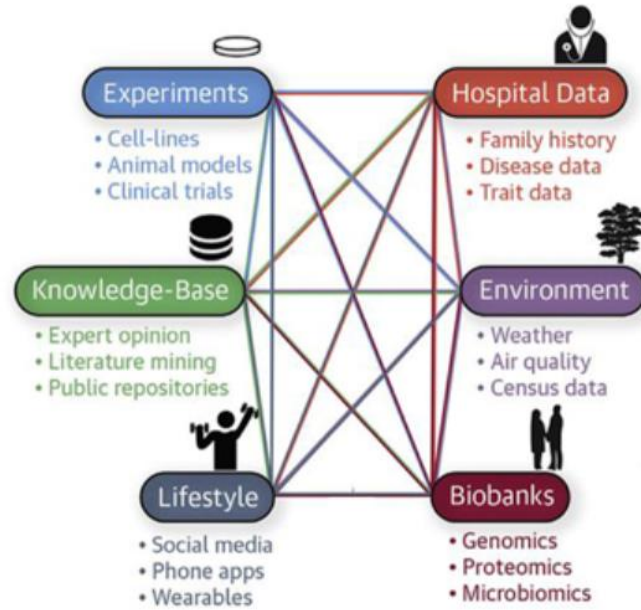 Experiments
• Cell-lines
• Animal models
• Clinical trials
Hospital Data
• Family history
• Disease data
• Trait data
Knowledge-Base
• Expert opinion
• Literature mining
• Public repositories
Environment
• Weather
• Air quality
• Census data
Lifestyle
• Social media
• Phone apps
• Wearables
Biobanks
• Genomics
• Proteomics
• Microbiomics